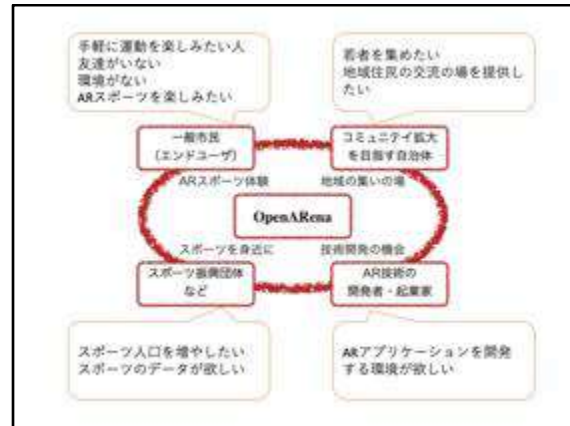 手軽に運動を楽しみたい人
友達がいない
環境がない
ARスポーツを楽しみたい
若者を集めたい
地域住民の交流の場を提供し
たい
一般市民
（エンドユーザ）
コミュニテイ拡大
を目指す自治体
ARスポーツ体験
地域の集いの場
OpenARena
スポーツを身近に
技術開発の機会
スポーツ振興団体
など
AR技術の
開発者・起業家
スポーツ人口を増やしたい
スポーツのデータが欲しい
ARアプリケーションを開発
する環境が欲しい